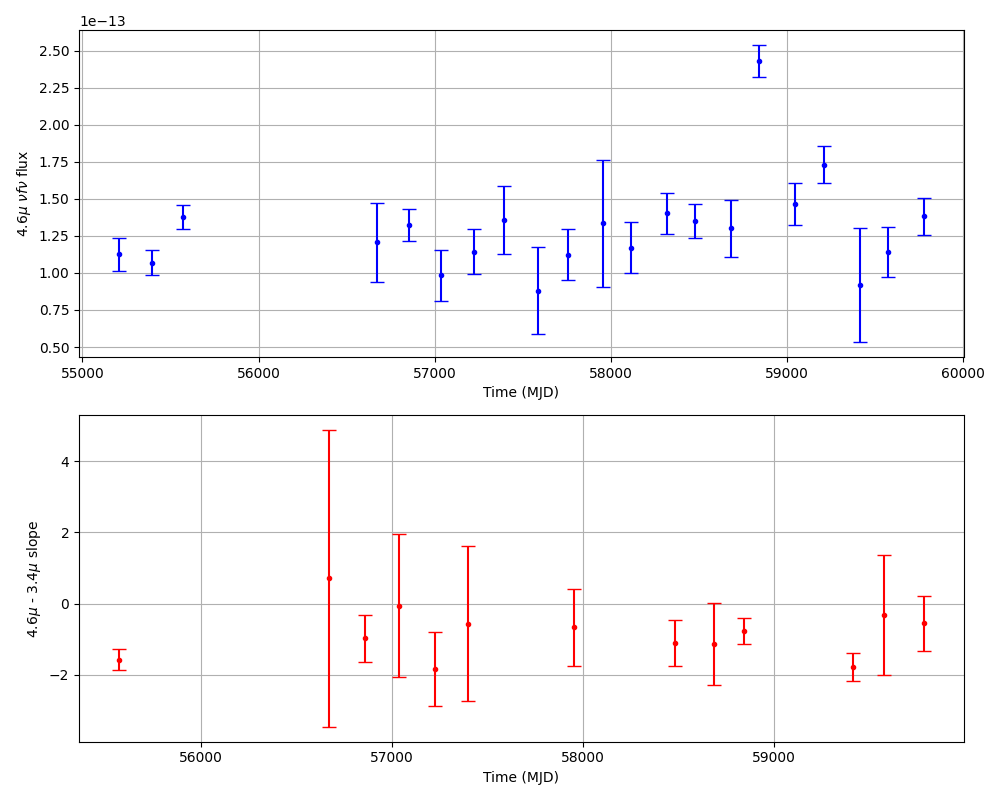 1e−13
2.50
2.25
2.00
1.75
1.50
1.25
1.00
0.75
0.50
4.6μ νfν flux
55000 56000 57000 58000 59000 60000
Time (MJD)
4
2
0
−2
4.6μ - 3.4μ slope
56000 57000 58000 59000
Time (MJD)